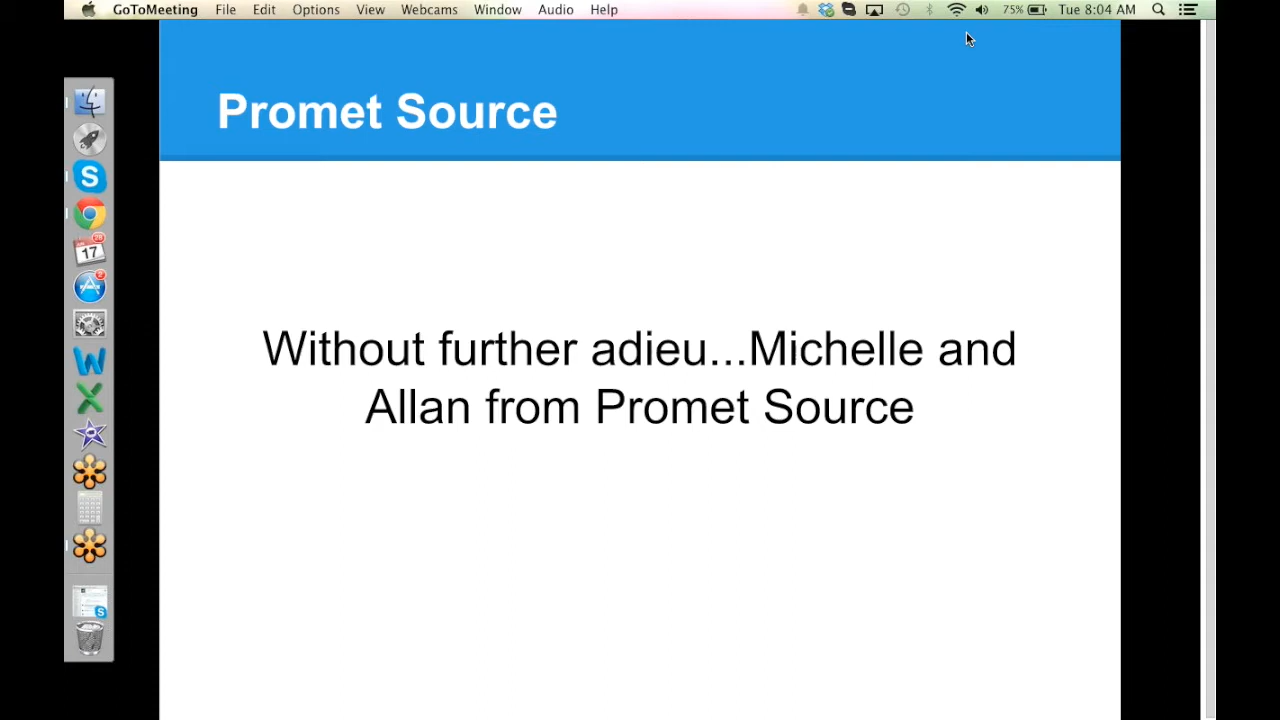 GoToMeeting File Edit Options View Webcams Window Audio Help 75% Tue 8:04 AM
Promet Source
Without further adieu...Michelle and
Allan from Promet Source
17